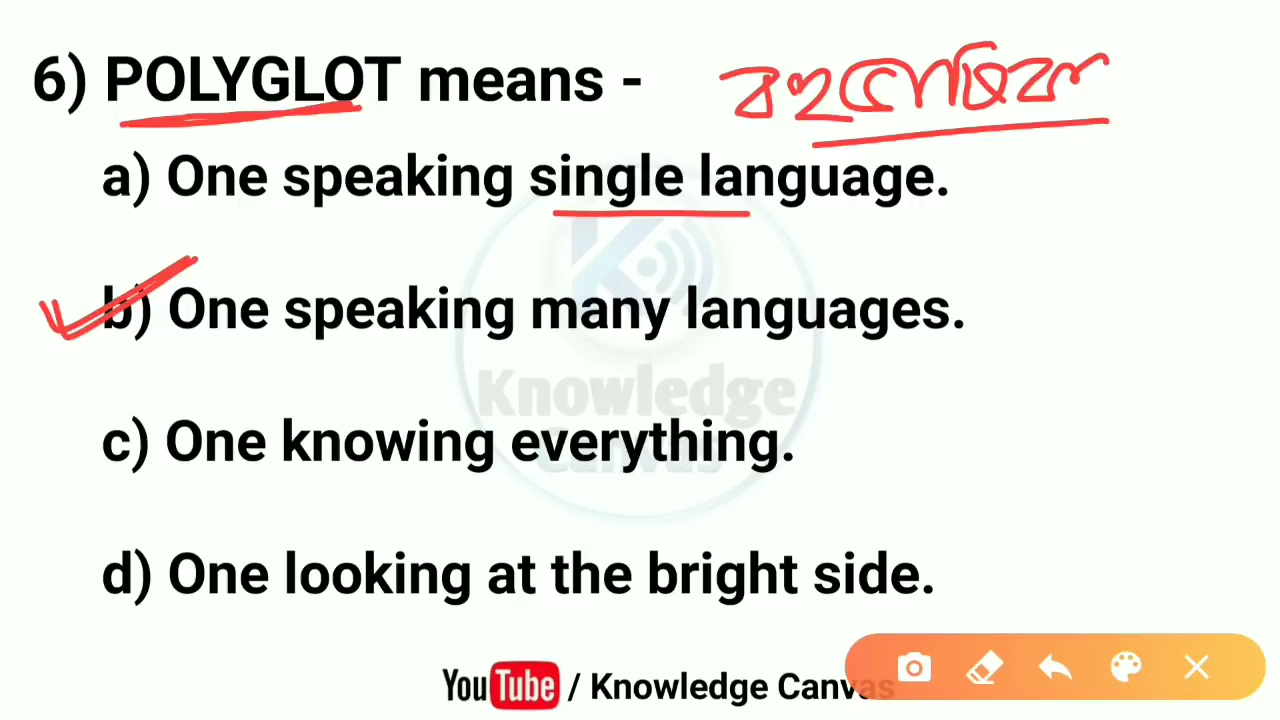 6) POLYGLOT means -
a) One speaking single language.
b) One speaking many languages.
Knowledge
Canvas
c) One knowing everything.
d) One looking at the bright side.
YouTube / Knowledge Canvas